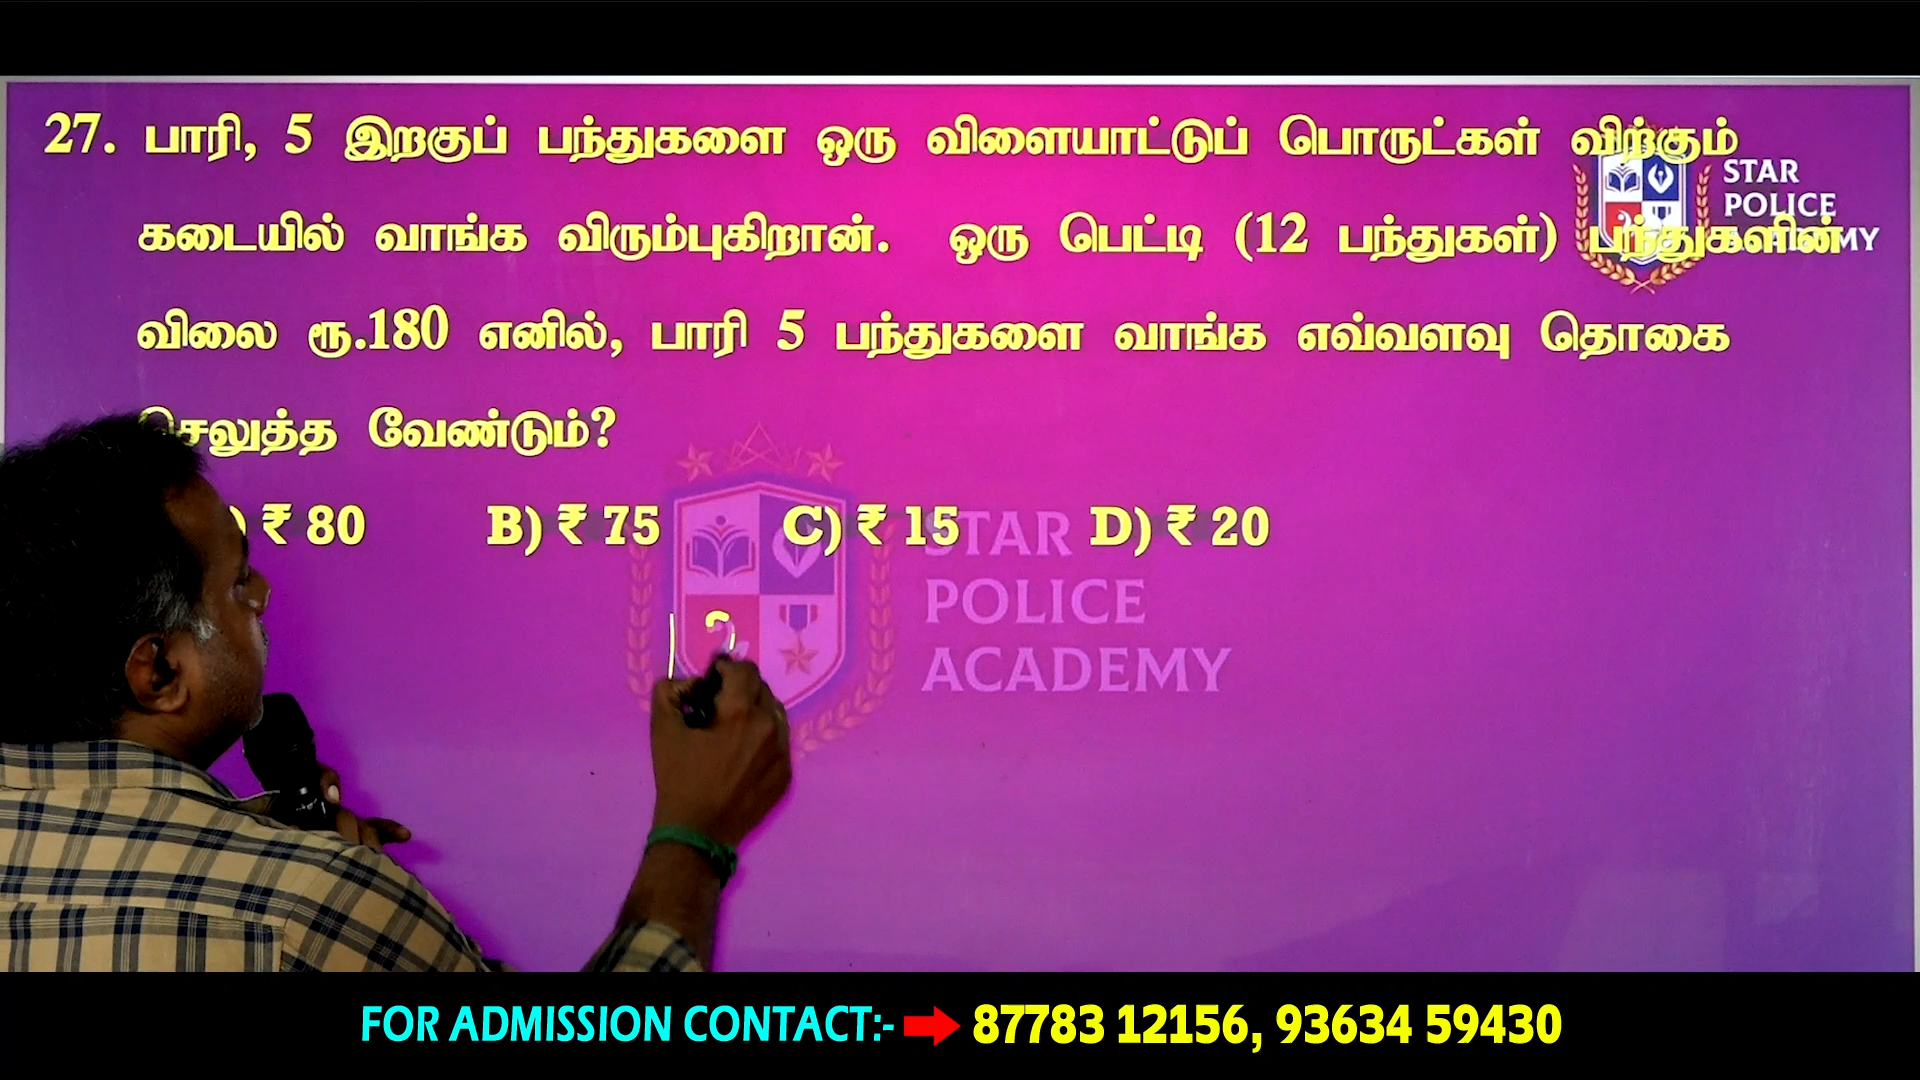 27. பாரி, 5 இறகுப் பந்துகளை ஒரு விளையாட்டுப் பொருட்கள் விற்கும்
கடையில் வாங்க விரும்புகிறான். ஒரு பெட்டி (12 பந்துகள்) பந்துகளின்
விலை ரூ.180 எனில், பாரி 5 பந்துகளை வாங்க எவ்வளவு தொகை
செலுத்த வேண்டும்?
) ₹ 80 B) ₹ 75 C) ₹ 15 D) ₹ 20
STAR
POLICE
ACADEMY
STAR
POLICE
ACADEMY
FOR ADMISSION CONTACT:- 87783 12156, 93634 59430